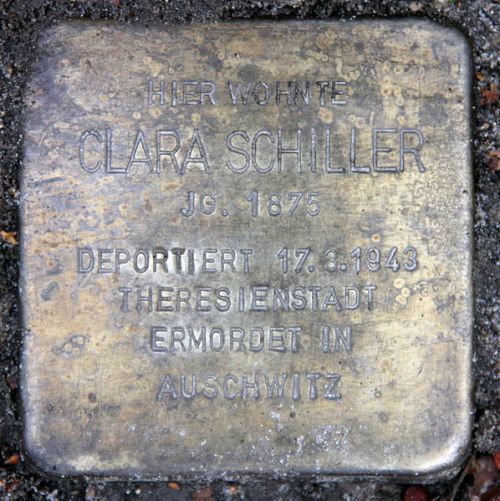 HIER WOHNTE
CLARA SCHILLER
JG. 1875
DEPORTIERT 17.3.1943
THERESIENSTADT
ERMORDET IN
AUSCHWITZ